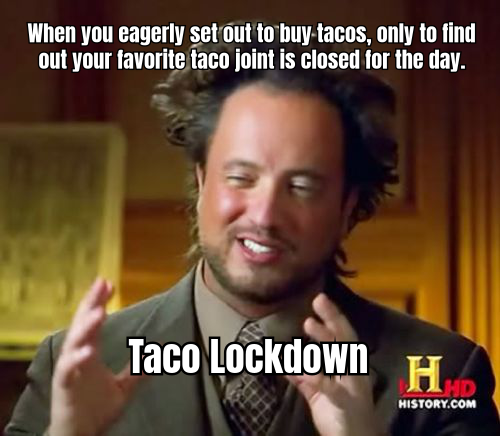 When you eagerly set out to buy tacos, only to find
out your favorite taco joint is closed for the day.
Taco Lockdown
H HD
HISTORY.COM